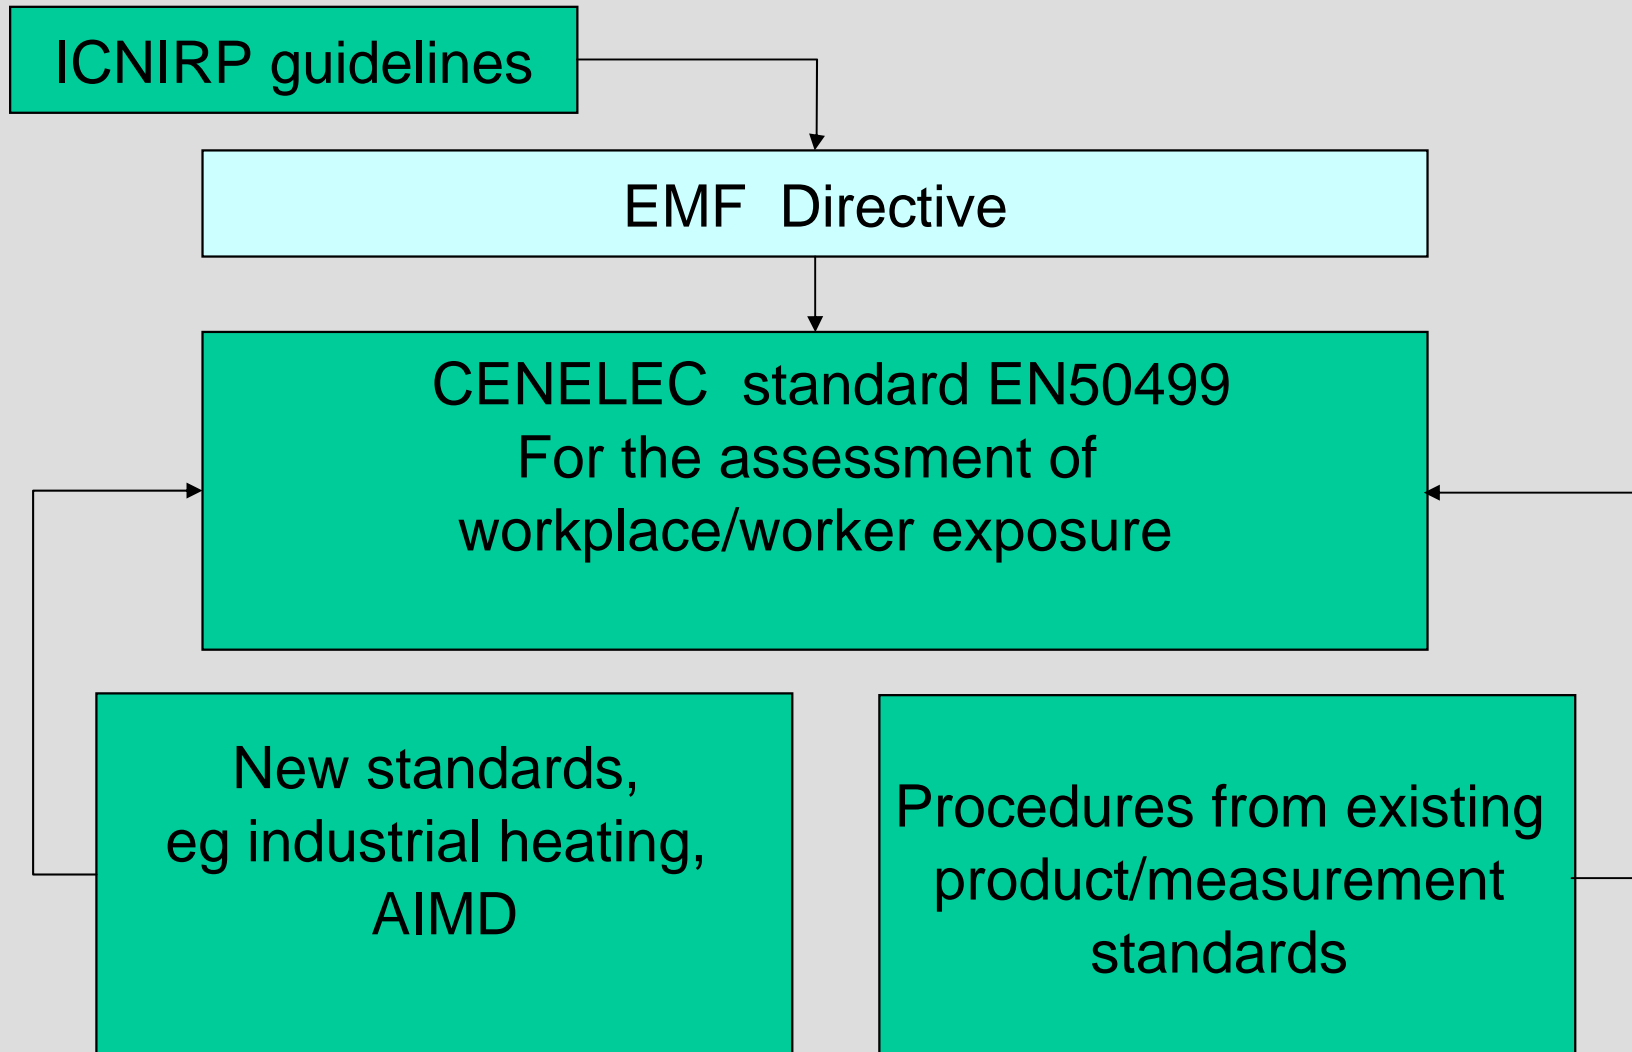 ICNIRP guidelines
EMF  Directive
CENELEC  standard EN50499
For the assessment of
workplace/worker exposure
New standards,
eg industrial heating,
AIMD
Procedures from existing
product/measurement
standards